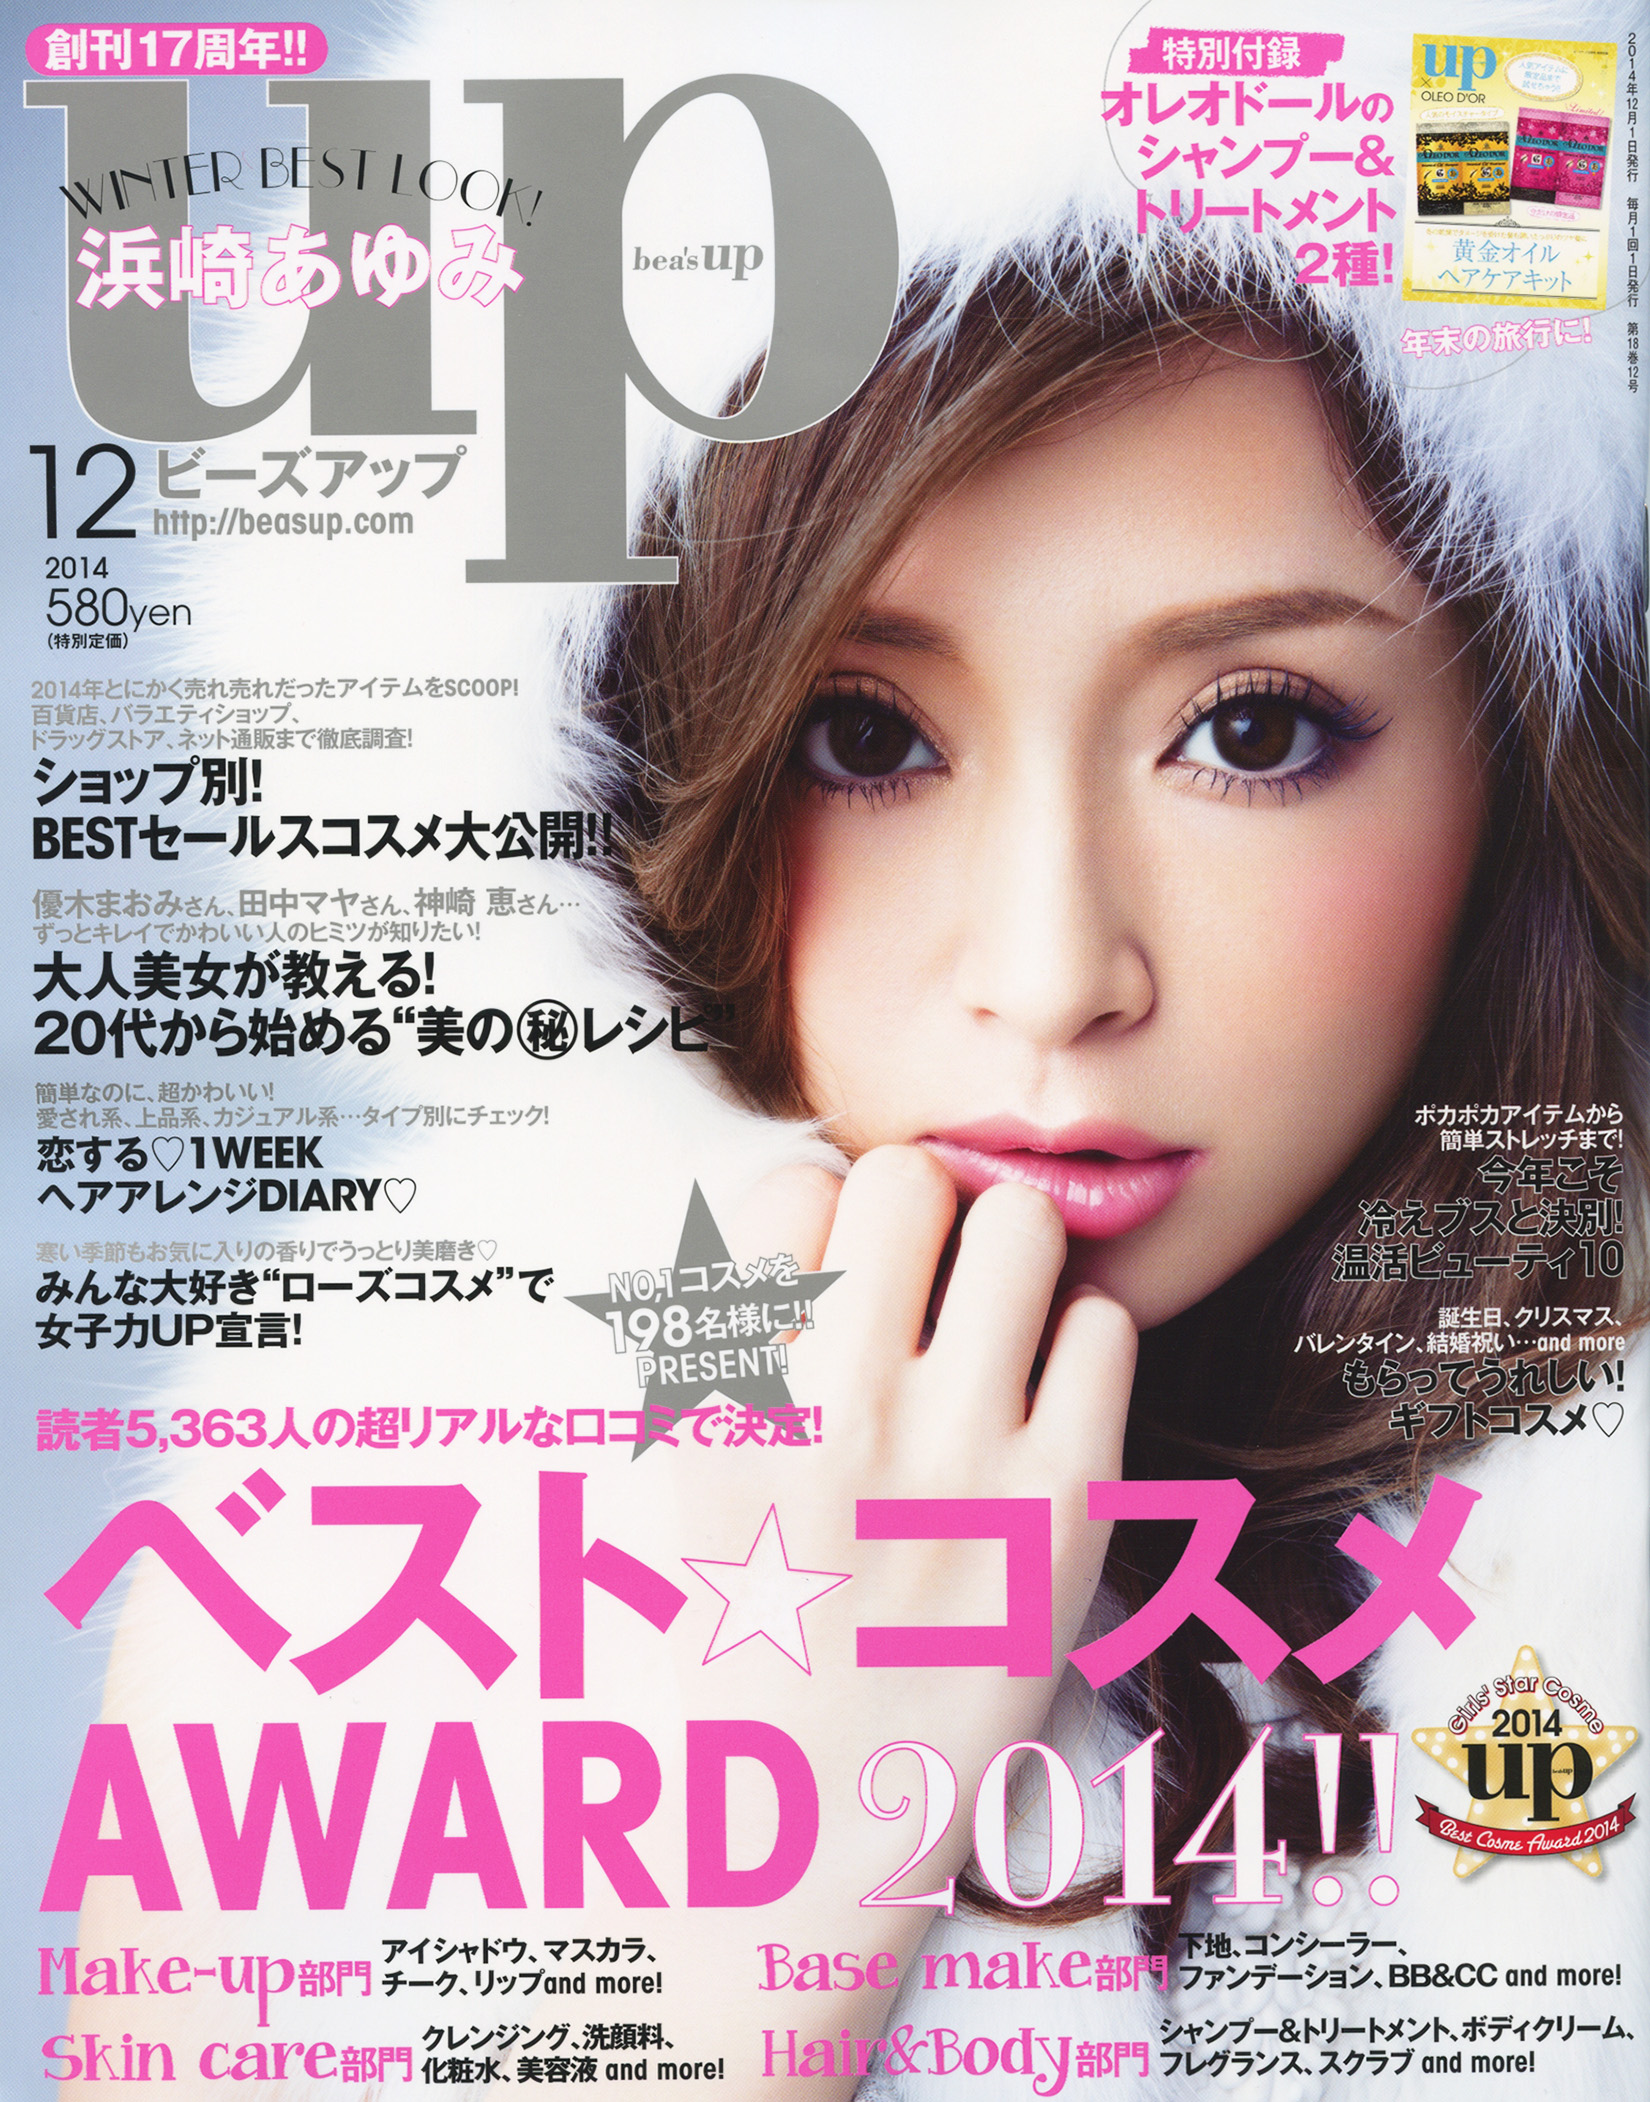 創刊17周年!!
up
WINTER BEST LOOK!
浜崎あゆみ
bea's up
12
ビーズアップ
http://beasup.com
2014
580yen
(特別定価)
特別付録
オレオドールの
シャンプー&
トリートメント
2種!
up
×
OLEO D'OR
人気アイテムに
限定品まで
試せちゃう!!
Limited!
黄金オイル
ヘアケアキット
年末の旅行に!
2014年12月1日発行 毎月1回1日発行 第18巻12号
2014年とにかく売れ売れだったアイテムをSCOOP!
百貨店、バラエティショップ、
ドラッグストア、ネット通販まで徹底調査!
ショップ別!
BESTセールスコスメ大公開!!
優木まおみさん、田中マヤさん、神崎 恵さん…
ずっとキレイでかわいい人のヒミツが知りたい!
大人美女が教える!
20代から始める“美の㊙レシピ”
簡単なのに、超かわいい!
愛され系、上品系、カジュアル系…タイプ別にチェック!
恋する♡1WEEK
ヘアアレンジDIARY♡
寒い季節もお気に入りの香りでうっとり美磨き♡
みんな大好き“ローズコスメ”で
女子力UP宣言!
NO,1コスメを
198名様に!!
PRESENT!
ポカポカアイテムから
簡単ストレッチまで!
今年こそ
冷えブスと決別!
温活ビューティ10
誕生日、クリスマス、
バレンタイン、結婚祝い…and more
もらってうれしい!
ギフトコスメ♡
読者5,363人の超リアルな口コミで決定!
ベスト☆コスメ
AWARD 2014!!
Girls' Star Cosme
2014
up
bea's up
Best Cosme Award 2014
Make-up部門 アイシャドウ、マスカラ、
チーク、リップand more!
Base make部門 下地、コンシーラー、
ファンデーション、BB&CC and more!
Skin care部門 クレンジング、洗顔料、
化粧水、美容液 and more!
Hair&Body部門 シャンプー&トリートメント、ボディクリーム、
フレグランス、スクラブ and more!